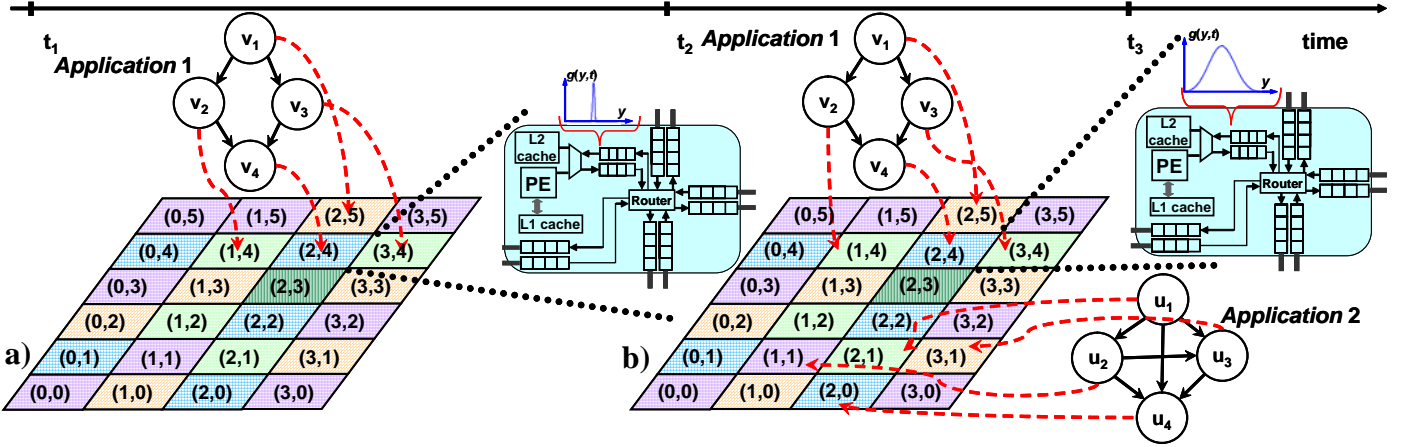 t1 Application 1
v1
v2
v3
v4
g(y,t)
y
L2
cache
PE
L1 cache
Router
(0,5) (1,5) (2,5) (3,5)
(0,4) (1,4) (2,4) (3,4)
(0,3) (1,3) (2,3) (3,3)
(0,2) (1,2) (2,2) (3,2)
(0,1) (1,1) (2,1) (3,1)
(0,0) (1,0) (2,0) (3,0)
a)
t2 Application 1
v1
v2
v3
v4
t3
time
g(y,t)
y
L2
cache
PE
L1 cache
Router
(0,5) (1,5) (2,5) (3,5)
(0,4) (1,4) (2,4) (3,4)
(0,3) (1,3) (2,3) (3,3)
(0,2) (1,2) (2,2) (3,2)
(0,1) (1,1) (2,1) (3,1)
(0,0) (1,0) (2,0) (3,0)
b)
Application 2
u1
u2
u3
u4